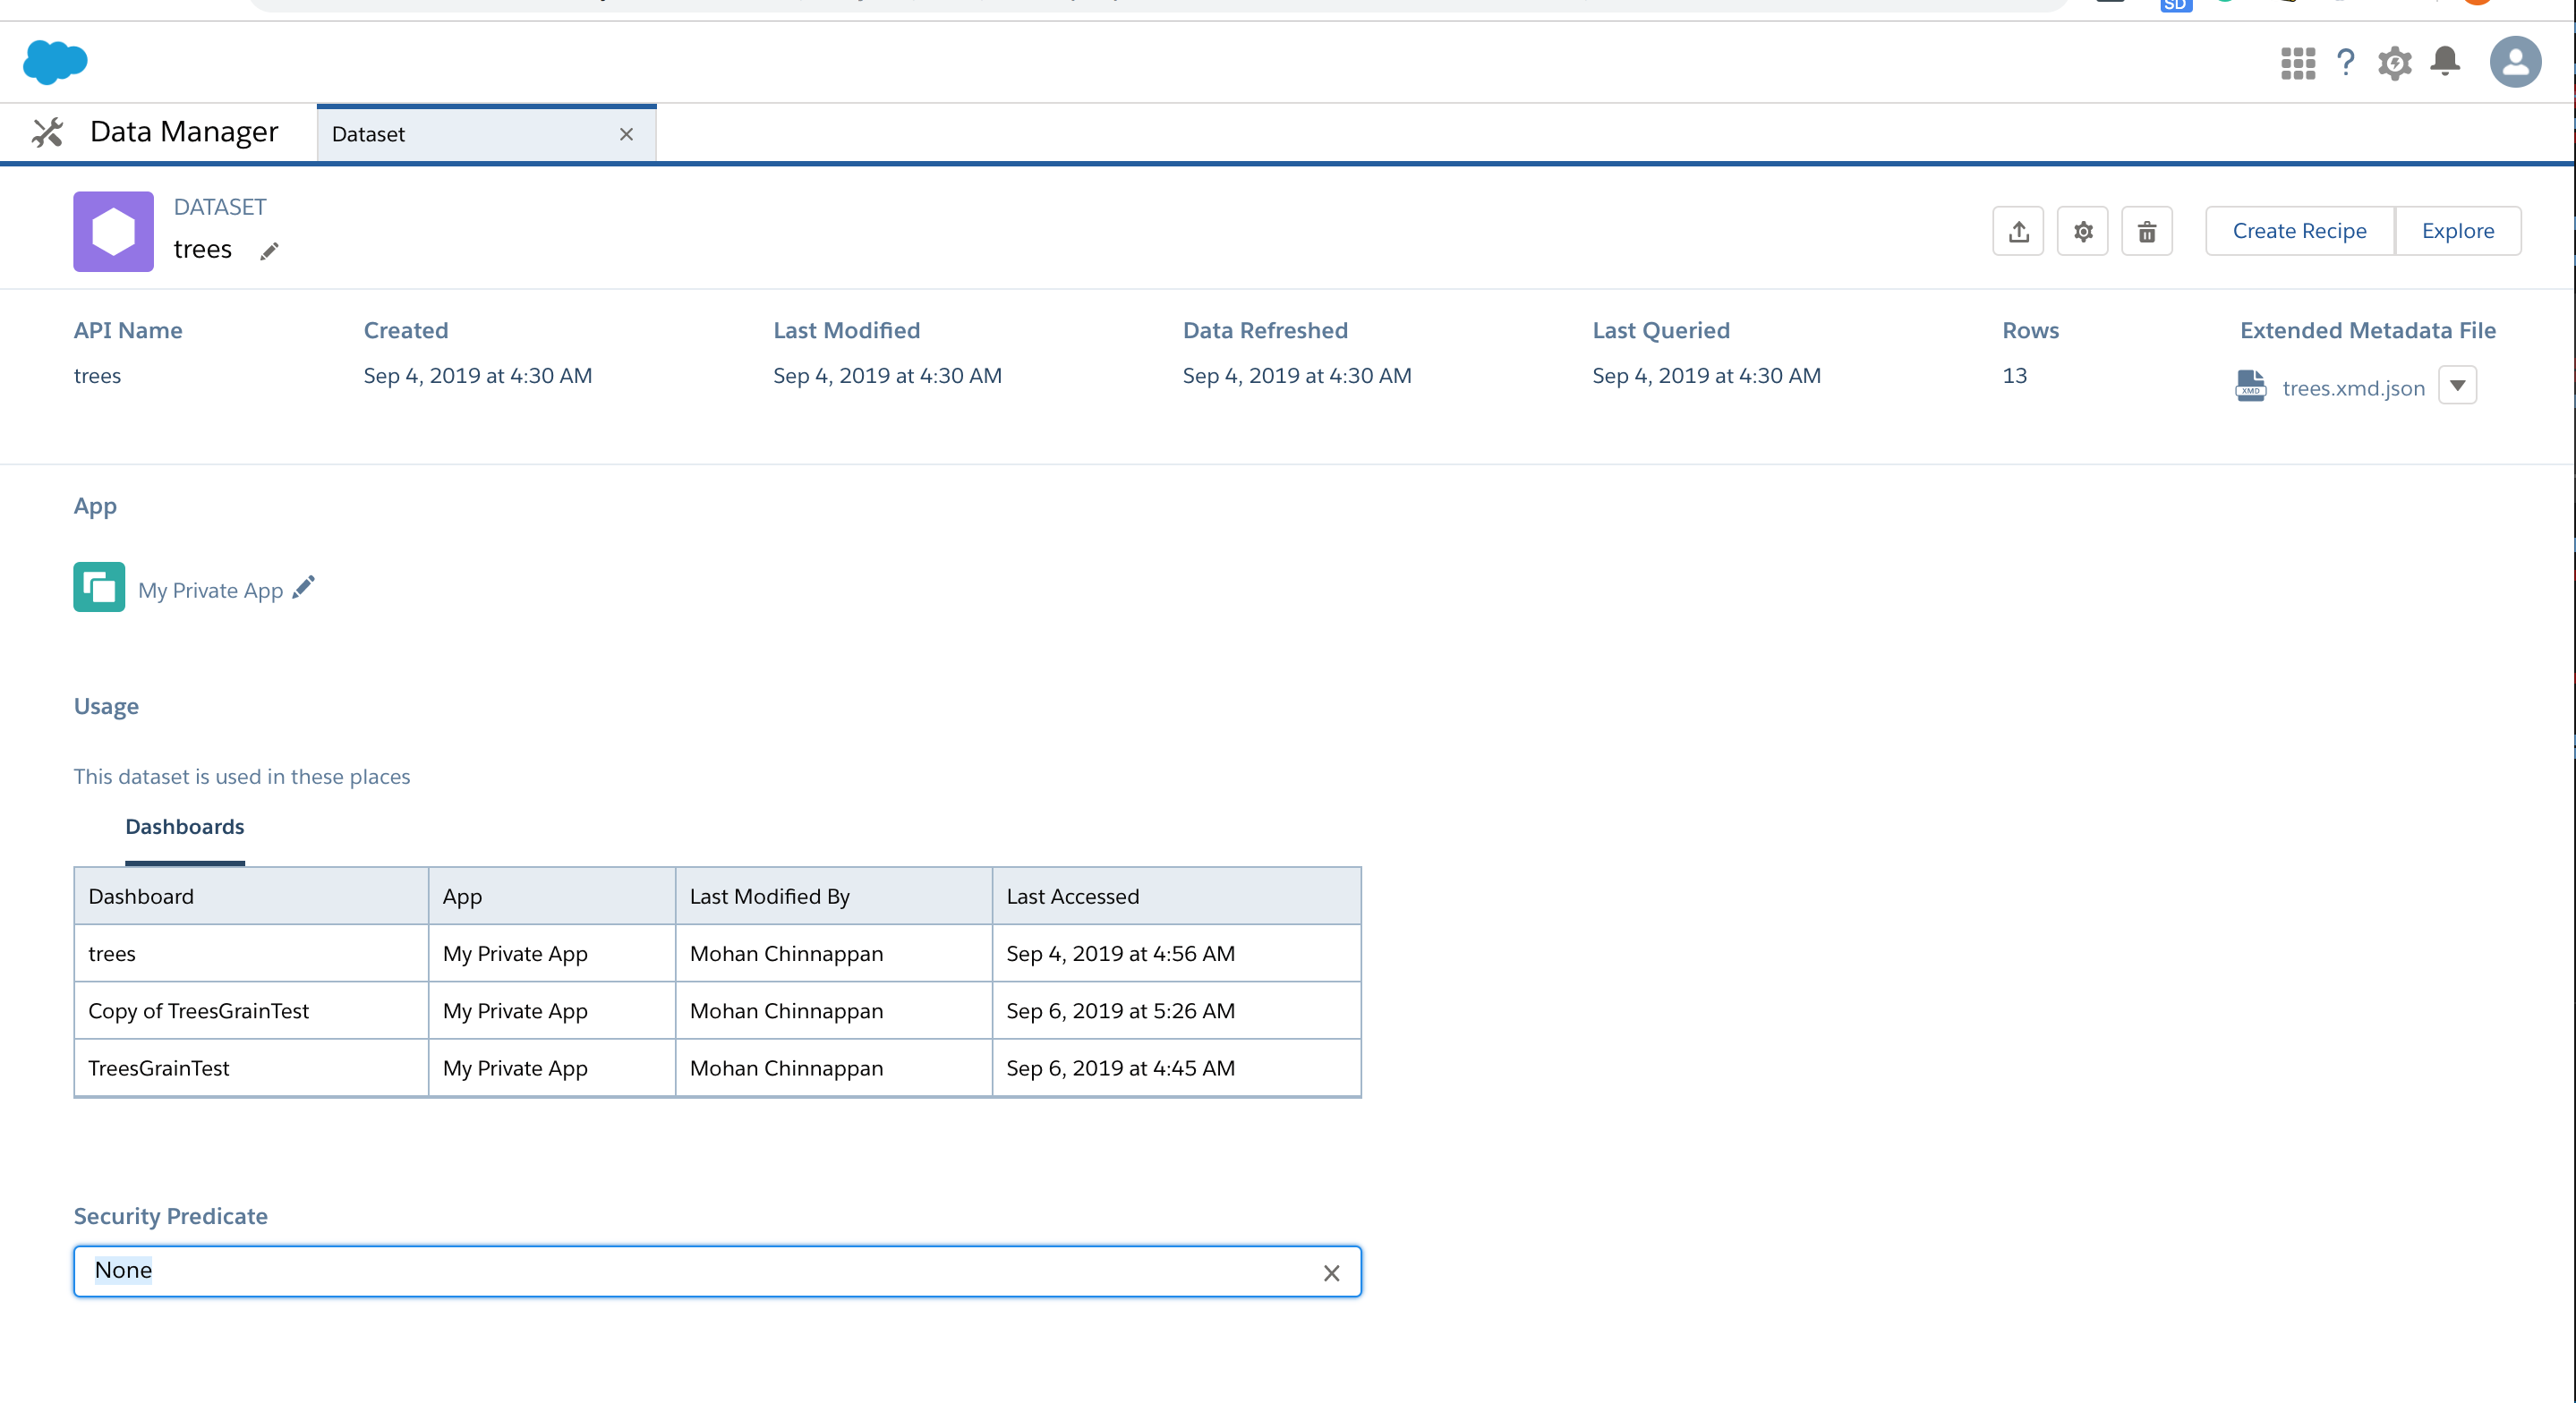 SD
?
Data Manager
Dataset
DATASET
trees
Create Recipe
Explore
API Name
Created
Last Modified
Data Refreshed
Last Queried
Rows
Extended Metadata File
trees
Sep 4, 2019 at 4:30 AM
Sep 4, 2019 at 4:30 AM
Sep 4, 2019 at 4:30 AM
Sep 4, 2019 at 4:30 AM
13
XMD
trees.xmd.json
App
My Private App
Usage
This dataset is used in these places
Dashboards
Dashboard
App
Last Modified By
Last Accessed
trees
My Private App
Mohan Chinnappan
Sep 4, 2019 at 4:56 AM
Copy of TreesGrainTest
My Private App
Mohan Chinnappan
Sep 6, 2019 at 5:26 AM
TreesGrainTest
My Private App
Mohan Chinnappan
Sep 6, 2019 at 4:45 AM
Security Predicate
None